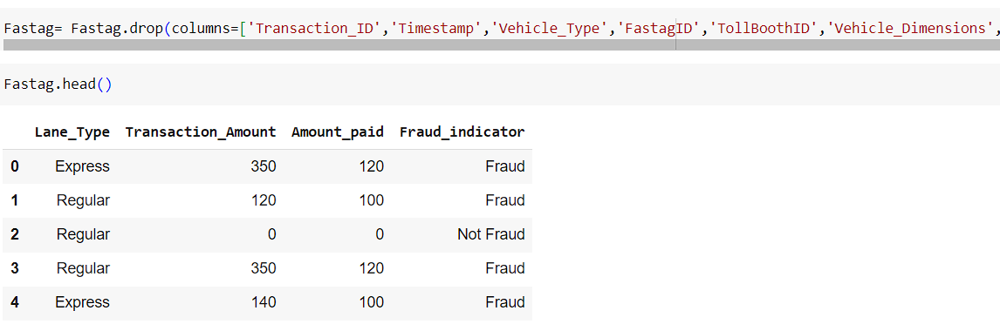 Fastag= Fastag.drop(columns=['Transaction_ID','Timestamp','Vehicle_Type','FastagID','TollBoothID','Vehicle_Dimensions',
Fastag.head()
Lane_Type Transaction_Amount Amount_paid Fraud_indicator
0 Express 350 120 Fraud
1 Regular 120 100 Fraud
2 Regular 0 0 Not Fraud
3 Regular 350 120 Fraud
4 Express 140 100 Fraud